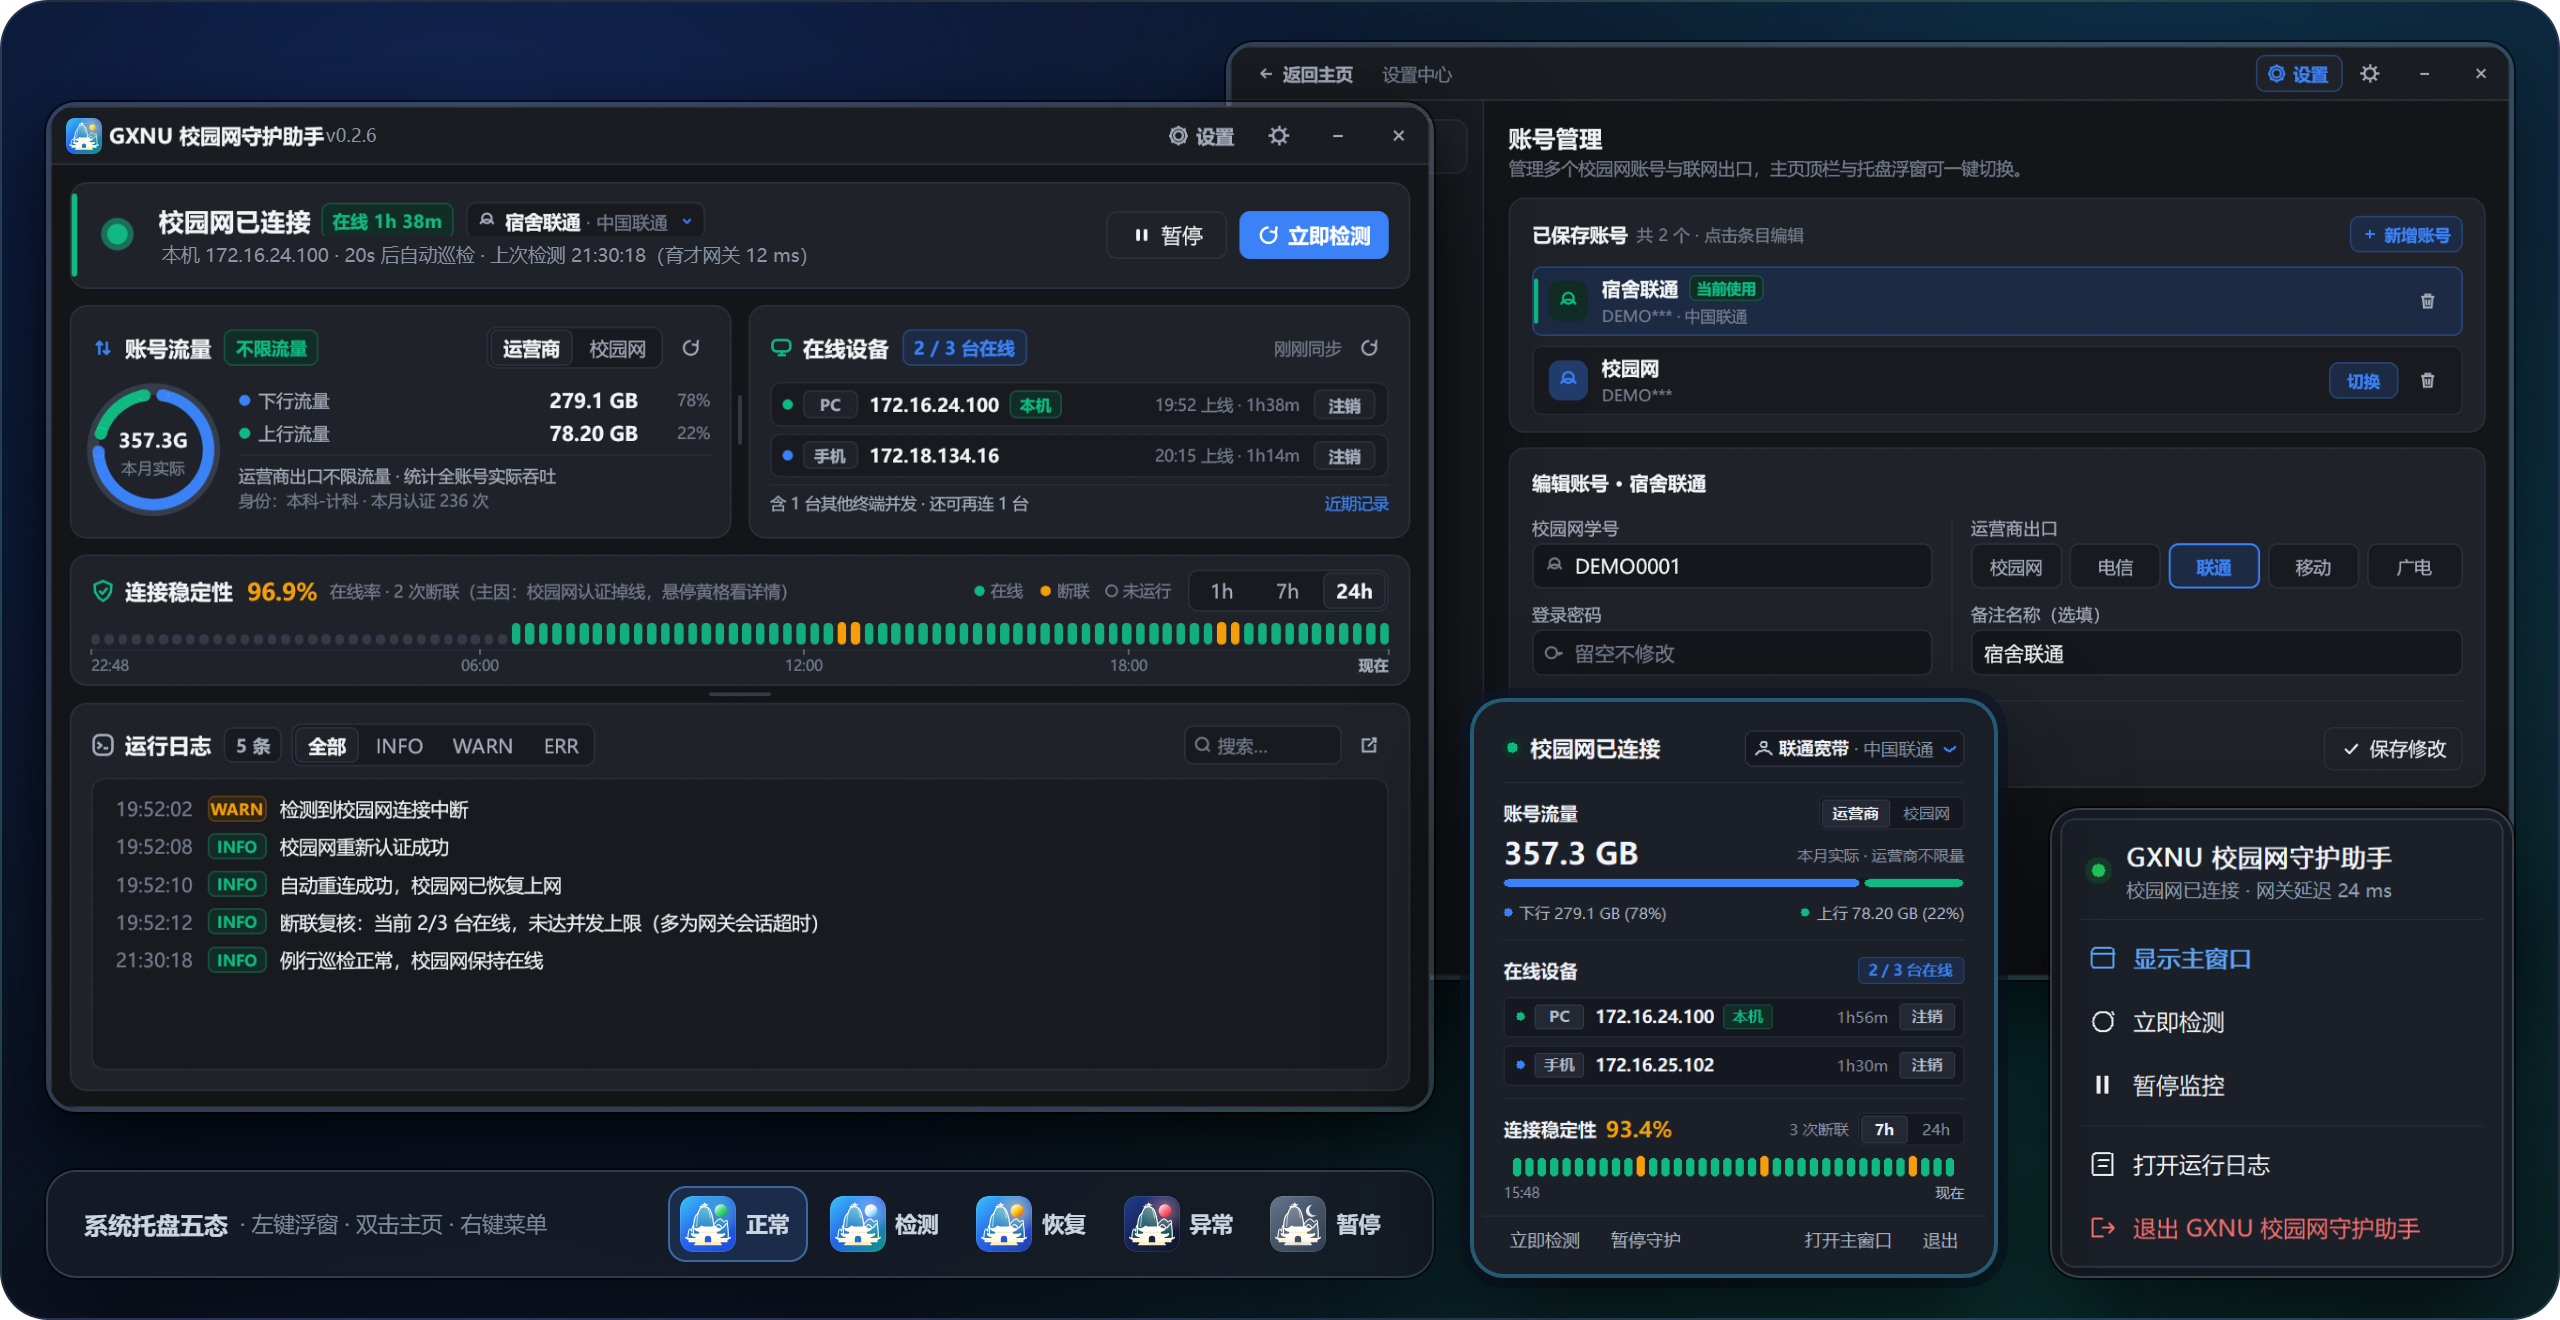 GXNU 校园网守护助手 v0.2.6
设置
校园网已连接 在线 1h 38m 宿舍联通 · 中国联通
本机 172.16.24.100 · 20s 后自动巡检 · 上次检测 21:30:18（育才网关 12 ms）
暂停 立即检测
账号流量 不限流量 运营商 校园网
357.3G
本月实际
下行流量 279.1 GB 78%
上行流量 78.20 GB 22%
运营商出口不限流量 · 统计全账号实际吞吐
身份：本科-计科 · 本月认证 236 次
在线设备 2 / 3 台在线 刚刚同步
PC 172.16.24.100 本机 19:52 上线 · 1h38m 注销
手机 172.18.134.16 20:15 上线 · 1h14m 注销
含 1 台其他终端并发 · 还可再连 1 台 近期记录
连接稳定性 96.9% 在线率 · 2 次断联（主因：校园网认证掉线，悬停黄格看详情）
在线 断联 未运行 1h 7h 24h
22:48 06:00 12:00 18:00 现在
运行日志 5 条 全部 INFO WARN ERR 搜索...
19:52:02 WARN 检测到校园网连接中断
19:52:08 INFO 校园网重新认证成功
19:52:10 INFO 自动重连成功，校园网已恢复上网
19:52:12 INFO 断联复核：当前 2/3 台在线，未达并发上限（多为网关会话超时）
21:30:18 INFO 例行巡检正常，校园网保持在线
返回主页 设置中心 设置
账号管理
管理多个校园网账号与联网出口，主页顶栏与托盘浮窗可一键切换。
已保存账号 共 2 个 · 点击条目编辑 + 新增账号
宿舍联通 当前使用
DEMO*** · 中国联通
校园网
DEMO***
切换
编辑账号 • 宿舍联通
校园网学号
DEMO0001
运营商出口
校园网 电信 联通 移动 广电
登录密码
留空不修改
备注名称（选填）
宿舍联通
保存修改
校园网已连接 联通宽带 · 中国联通
账号流量 运营商 校园网
357.3 GB 本月实际 · 运营商不限量
下行 279.1 GB (78%) 上行 78.20 GB (22%)
在线设备 2 / 3 台在线
PC 172.16.24.100 本机 1h56m 注销
手机 172.16.25.102 1h30m 注销
连接稳定性 93.4% 3 次断联 7h 24h
15:48 现在
立即检测 暂停守护 打开主窗口 退出
GXNU 校园网守护助手
校园网已连接 · 网关延迟 24 ms
显示主窗口
立即检测
暂停监控
打开运行日志
退出 GXNU 校园网守护助手
系统托盘五态 · 左键浮窗 · 双击主页 · 右键菜单
正常 检测 恢复 异常 暂停